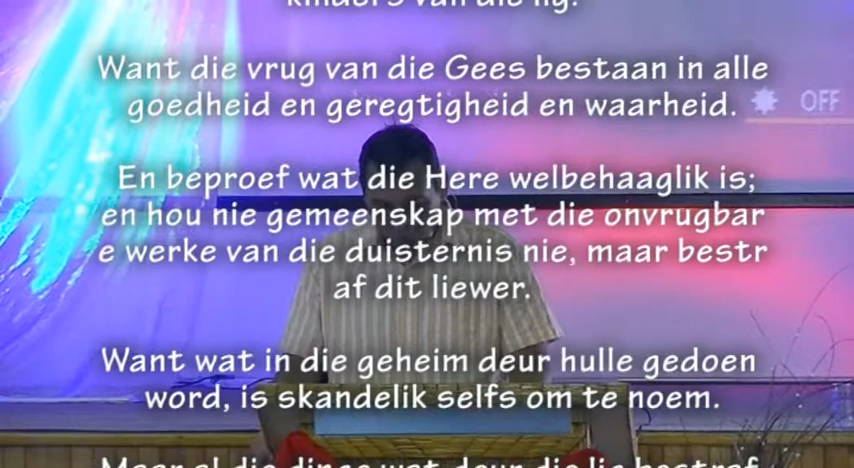 kinders van die lig.
Want die vrug van die Gees bestaan in alle
goedheid en geregtigheid en waarheid.
OFF
En beproef wat die Here welbehaaglik is;
en hou nie gemeenskap met die onvrugbar
e werke van die duisternis nie, maar bestr
af dit liewer.
Want wat in die geheim deur hulle gedoen
word, is skandelik selfs om te noem.
Maar al die dinge wat deur die lig bestraf